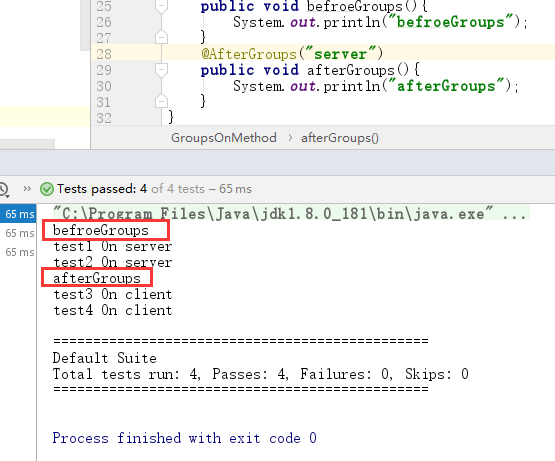 25 public void befroeGroups(){
26 System.out.println("befroeGroups");
27 }
28 @AfterGroups("server")
29 public void afterGroups(){
30 System.out.println("afterGroups");
31 }
32 }
GroupsOnMethod › afterGroups()
» Tests passed: 4 of 4 tests – 65 ms
65 ms "C:\Program Files\Java\jdk1.8.0_181\bin\java.exe" ...
65 ms befroeGroups
65 ms test1 On server
test2 On server
afterGroups
test3 On client
test4 On client
===============================================
Default Suite
Total tests run: 4, Passes: 4, Failures: 0, Skips: 0
===============================================
Process finished with exit code 0